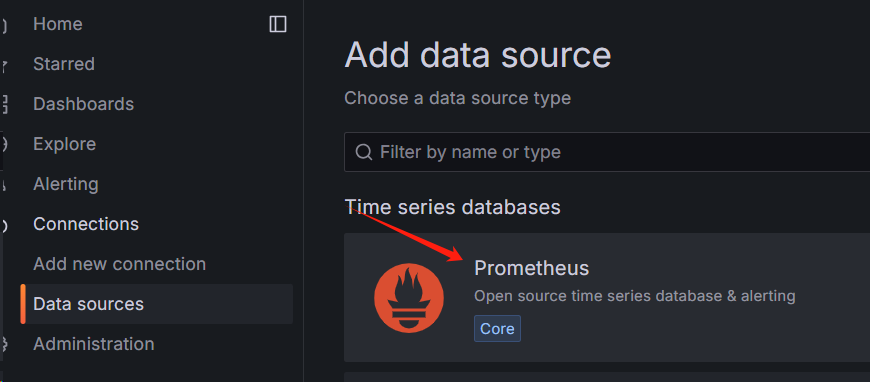 Home
Starred
Dashboards
Explore
Alerting
Connections
Add new connection
Data sources
Administration
Add data source
Choose a data source type
Filter by name or type
Time series databases
Prometheus
Open source time series database & alerting
Core